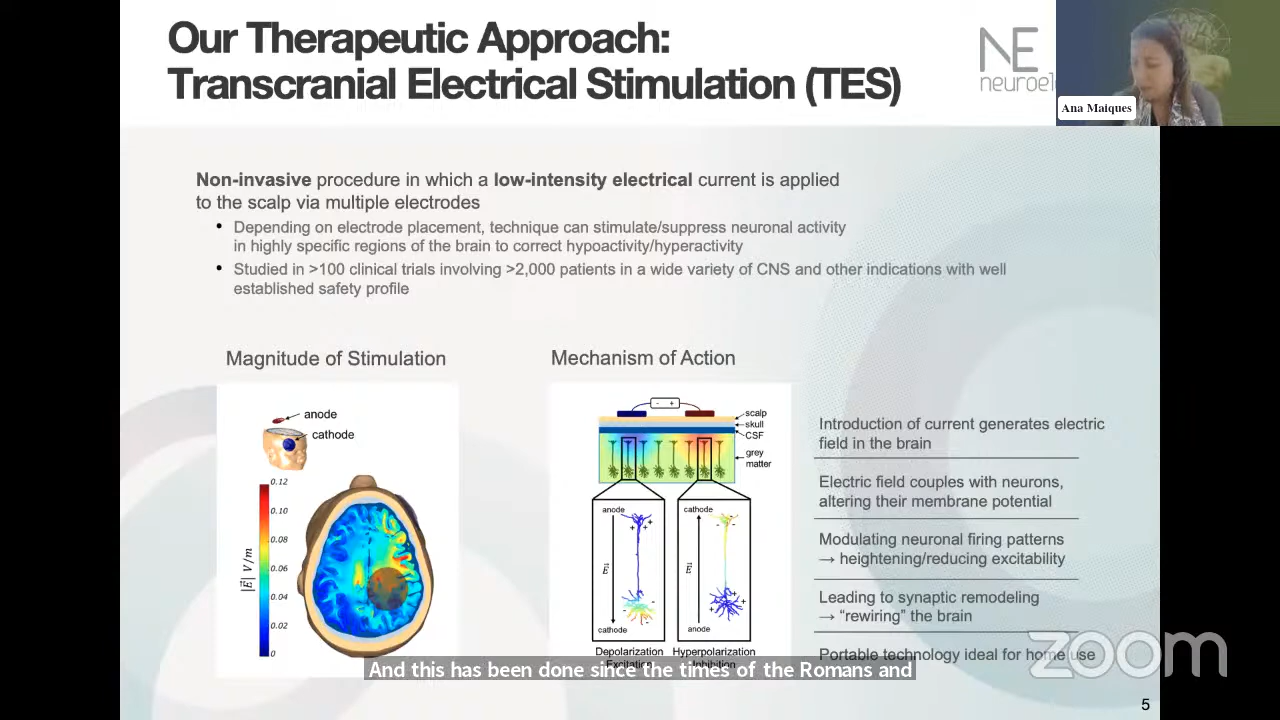 Our Therapeutic Approach:
Transcranial Electrical Stimulation (TES)
NE
neuroel
Ana Maiques
Non-invasive procedure in which a low-intensity electrical current is applied
to the scalp via multiple electrodes
• Depending on electrode placement, technique can stimulate/suppress neuronal activity
in highly specific regions of the brain to correct hypoactivity/hyperactivity
• Studied in >100 clinical trials involving >2,000 patients in a wide variety of CNS and other indications with well
established safety profile
Magnitude of Stimulation
anode
cathode
0.12
0.10
0.08
0.06
0.04
0.02
0
|E⃗| V/m
Mechanism of Action
- +
scalp
skull
CSF
grey
matter
anode
E⃗
cathode
cathode
E⃗
anode
Depolarization
Excitation
Hyperpolarization
Inhibition
Introduction of current generates electric
field in the brain
Electric field couples with neurons,
altering their membrane potential
Modulating neuronal firing patterns
→ heightening/reducing excitability
Leading to synaptic remodeling
→ “rewiring” the brain
Portable technology ideal for home use
zoom
And this has been done since the times of the Romans and
5